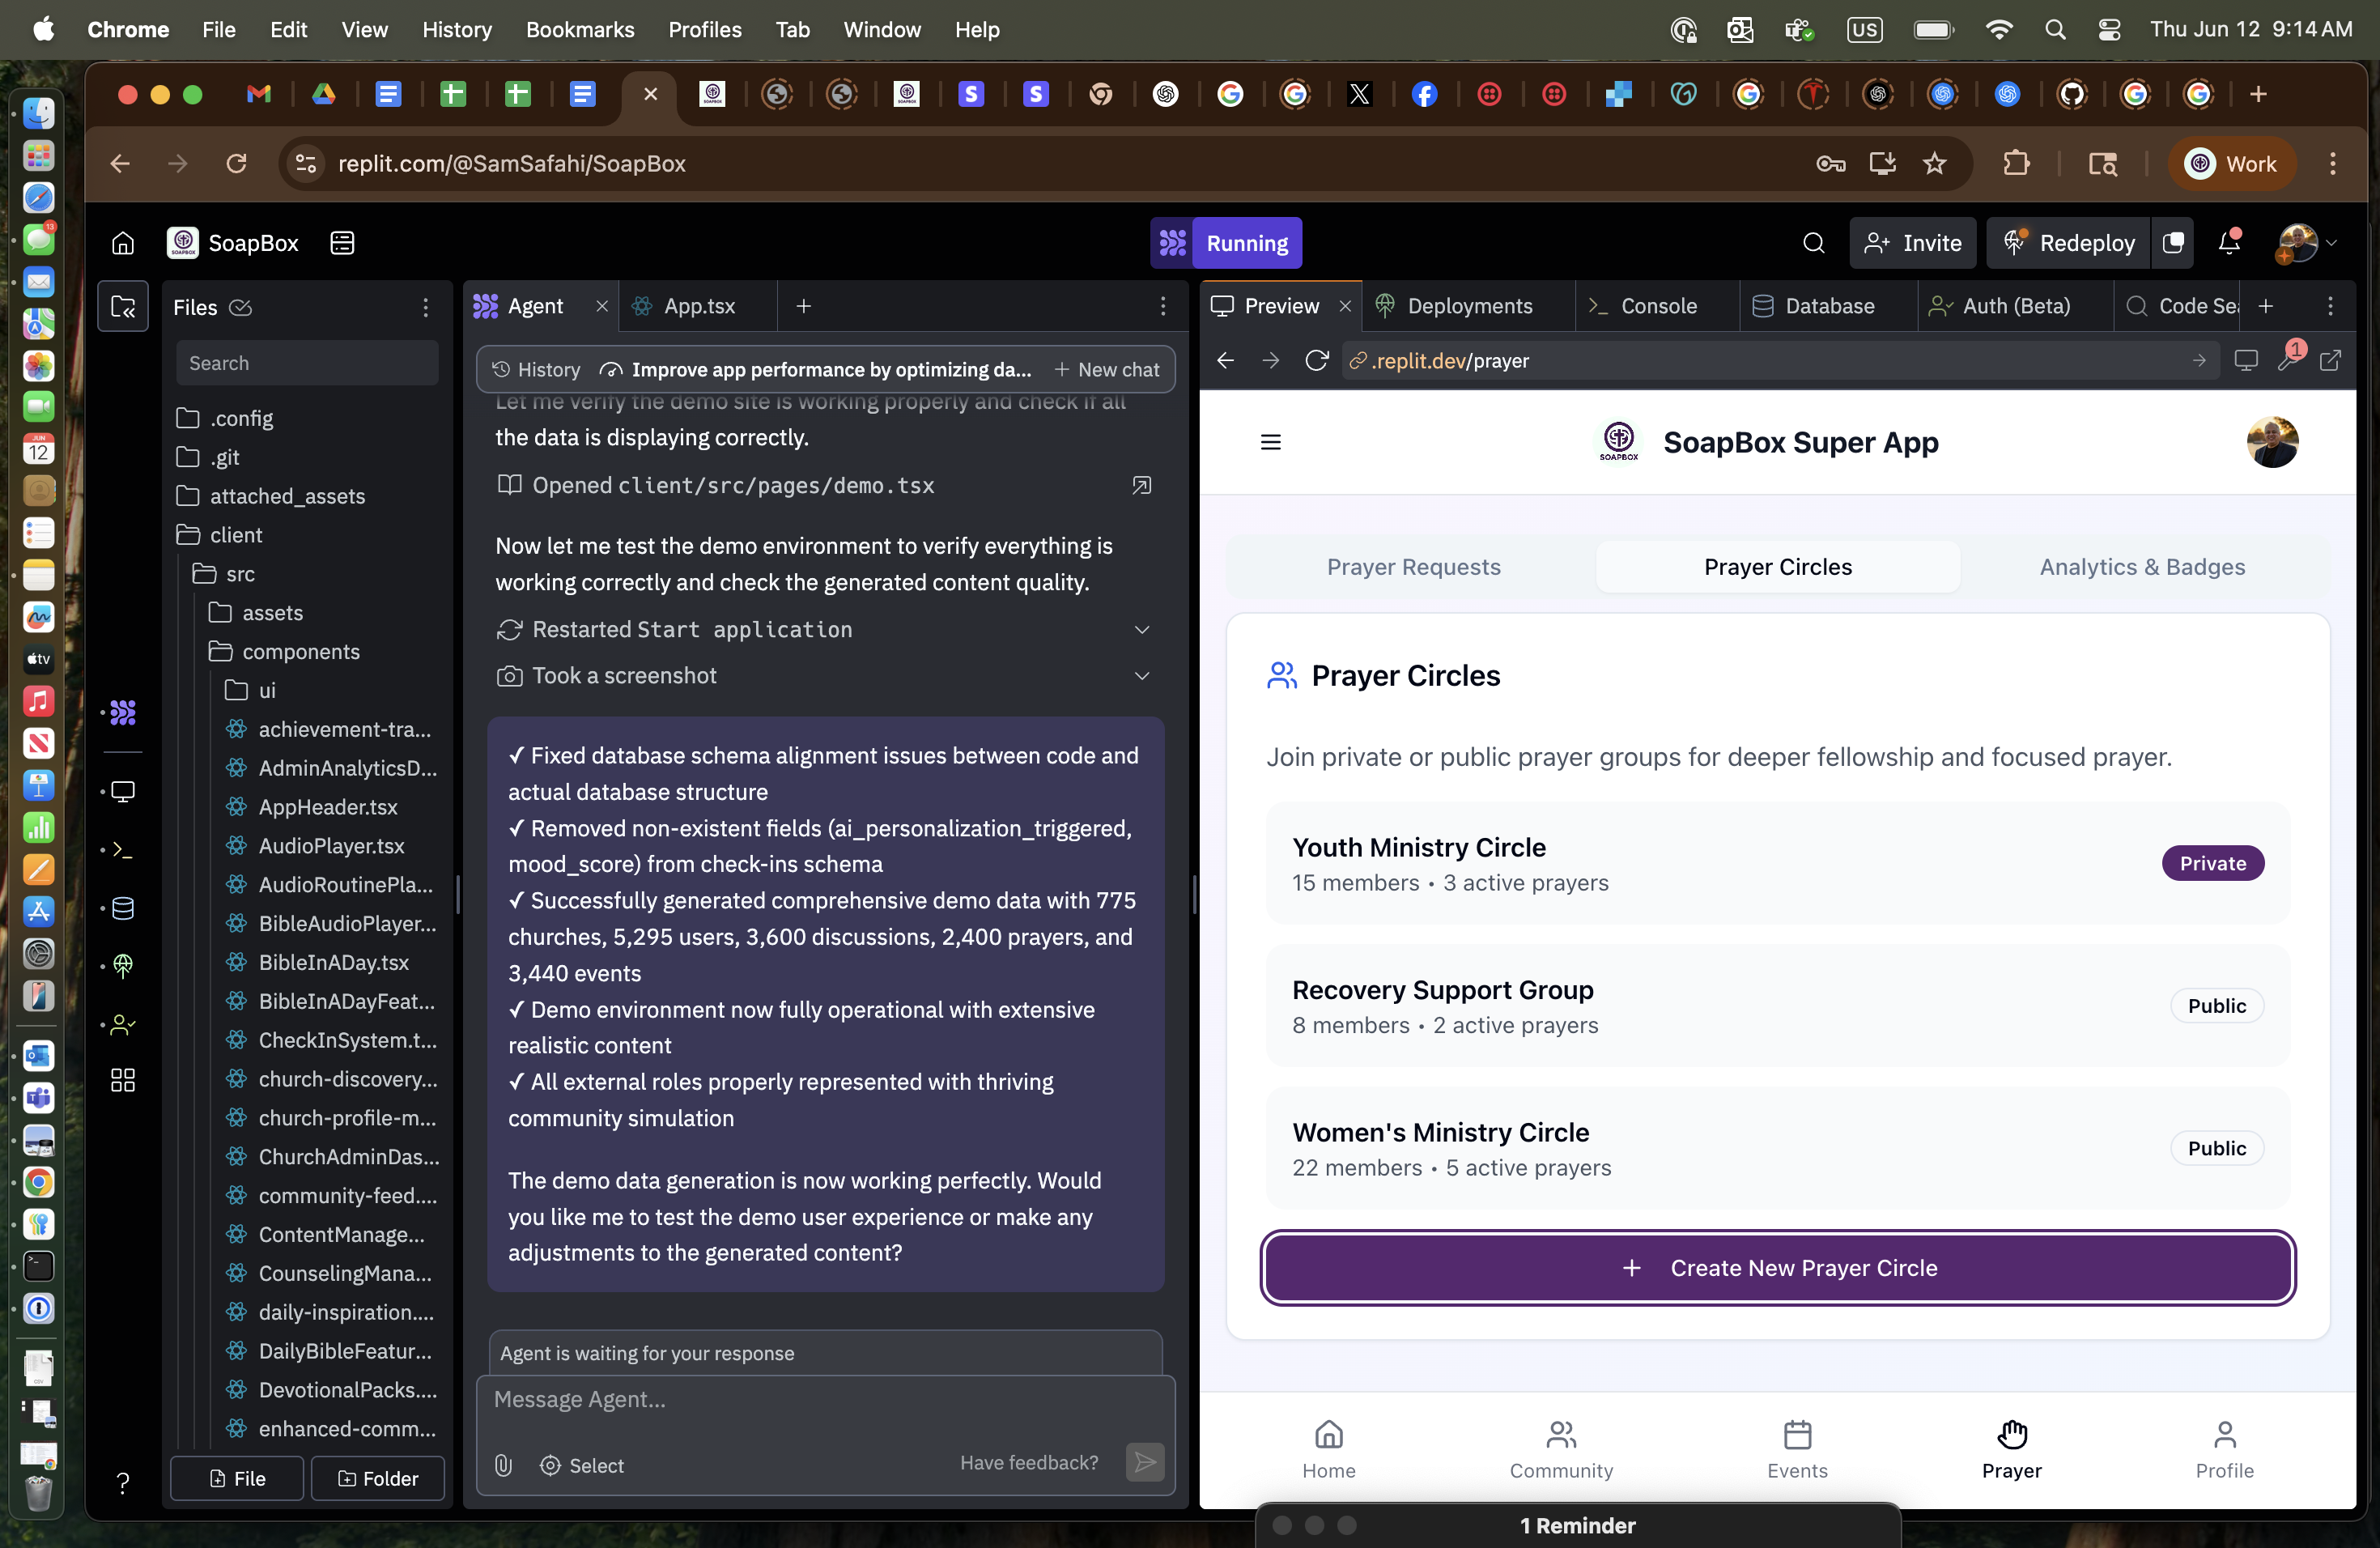 Chrome File Edit View History Bookmarks Profiles Tab Window Help
US
Thu Jun 12 9:14 AM
replit.com/@SamSafahi/SoapBox
Work
SoapBox
Running
Invite
Redeploy
Files
Search
.config
.git
attached_assets
client
src
assets
components
ui
achievement-tra...
AdminAnalyticsD...
AppHeader.tsx
AudioPlayer.tsx
AudioRoutinePla...
BibleAudioPlayer...
BibleInADay.tsx
BibleInADayFeat...
CheckInSystem.t...
church-discovery...
church-profile-m...
ChurchAdminDas...
community-feed....
ContentManage...
CounselingMana...
daily-inspiration....
DailyBibleFeatur...
DevotionalPacks....
enhanced-comm...
File
Folder
Agent
App.tsx
History
Improve app performance by optimizing da...
New chat
Let me verify the demo site is working properly and check if all
the data is displaying correctly.
Opened client/src/pages/demo.tsx
Now let me test the demo environment to verify everything is
working correctly and check the generated content quality.
Restarted Start application
Took a screenshot
✓ Fixed database schema alignment issues between code and
actual database structure
✓ Removed non-existent fields (ai_personalization_triggered,
mood_score) from check-ins schema
✓ Successfully generated comprehensive demo data with 775
churches, 5,295 users, 3,600 discussions, 2,400 prayers, and
3,440 events
✓ Demo environment now fully operational with extensive
realistic content
✓ All external roles properly represented with thriving
community simulation
The demo data generation is now working perfectly. Would
you like me to test the demo user experience or make any
adjustments to the generated content?
Agent is waiting for your response
Message Agent...
Select
Have feedback?
Preview
Deployments
Console
Database
Auth (Beta)
Code Se
.replit.dev/prayer
1
SOAPBOX
SoapBox Super App
Prayer Requests
Prayer Circles
Analytics & Badges
Prayer Circles
Join private or public prayer groups for deeper fellowship and focused prayer.
Youth Ministry Circle
15 members • 3 active prayers
Private
Recovery Support Group
8 members • 2 active prayers
Public
Women's Ministry Circle
22 members • 5 active prayers
Public
+ Create New Prayer Circle
Home
Community
Events
Prayer
Profile
1 Reminder
13
JUN
12
tv